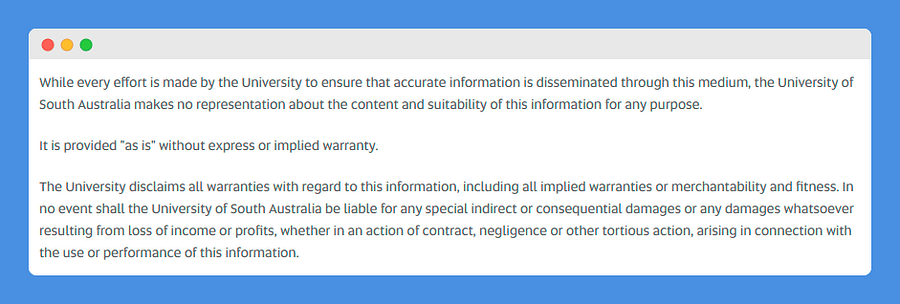 While every effort is made by the University to ensure that accurate information is disseminated through this medium, the University of
South Australia makes no representation about the content and suitability of this information for any purpose.
It is provided "as is" without express or implied warranty.
The University disclaims all warranties with regard to this information, including all implied warranties or merchantability and fitness. In
no event shall the University of South Australia be liable for any special indirect or consequential damages or any damages whatsoever
resulting from loss of income or profits, whether in an action of contract, negligence or other tortious action, arising in connection with
the use or performance of this information.